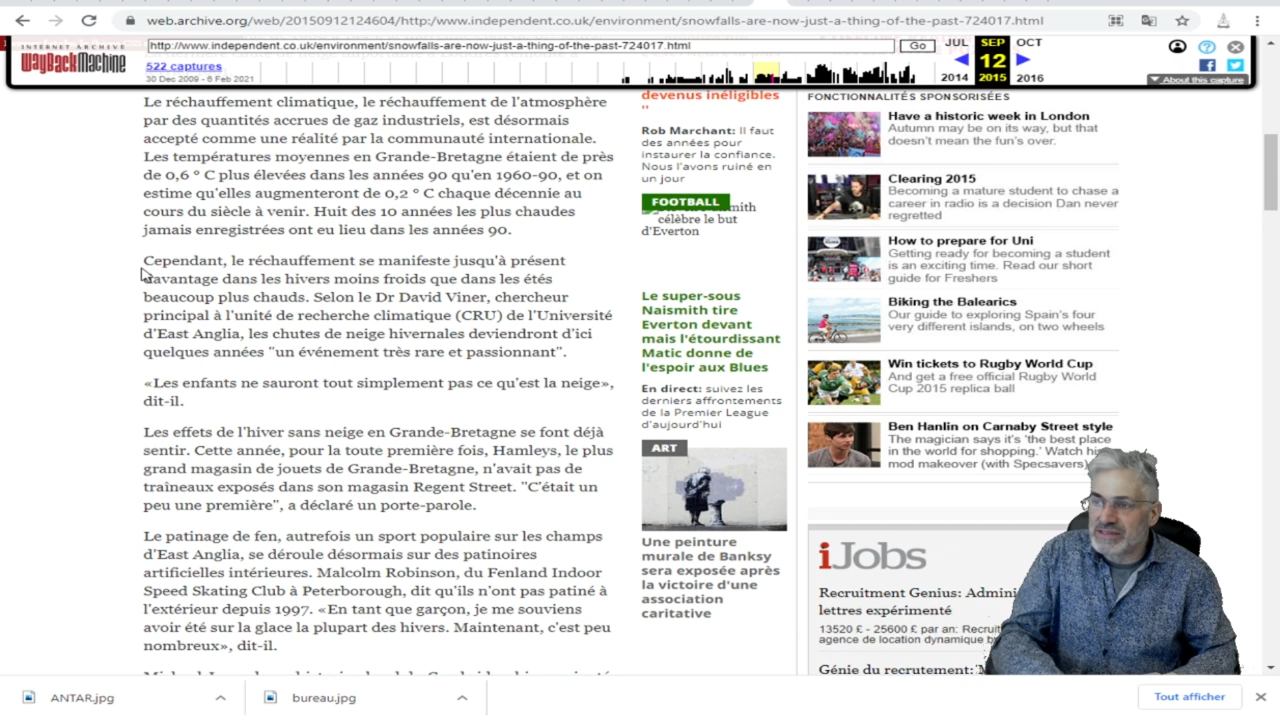 web.archive.org/web/20150912124604/http:/www.independent.co.uk/environment/snowfalls-are-now-just-a-thing-of-the-past-724017.html
INTERNET ARCHIVE
WayBackMachine
http://www.independent.co.uk/environment/snowfalls-are-now-just-a-thing-of-the-past-724017.html
Go
JUL
SEP
OCT
522 captures
12
30 Dec 2009 - 6 Feb 2021
2014
2015
2016
About this capture
Le réchauffement climatique, le réchauffement de l'atmosphère
par des quantités accrues de gaz industriels, est désormais
accepté comme une réalité par la communauté internationale.
Les températures moyennes en Grande-Bretagne étaient de près
de 0,6 ° C plus élevées dans les années 90 qu'en 1960-90, et on
estime qu'elles augmenteront de 0,2 ° C chaque décennie au
cours du siècle à venir. Huit des 10 années les plus chaudes
jamais enregistrées ont eu lieu dans les années 90.
Cependant, le réchauffement se manifeste jusqu'à présent
davantage dans les hivers moins froids que dans les étés
beaucoup plus chauds. Selon le Dr David Viner, chercheur
principal à l'unité de recherche climatique (CRU) de l'Université
d'East Anglia, les chutes de neige hivernales deviendront d'ici
quelques années "un événement très rare et passionnant".
«Les enfants ne sauront tout simplement pas ce qu'est la neige»,
dit-il.
Les effets de l'hiver sans neige en Grande-Bretagne se font déjà
sentir. Cette année, pour la toute première fois, Hamleys, le plus
grand magasin de jouets de Grande-Bretagne, n'avait pas de
traîneaux exposés dans son magasin Regent Street. "C'était un
peu une première", a déclaré un porte-parole.
Le patinage de fen, autrefois un sport populaire sur les champs
d'East Anglia, se déroule désormais sur des patinoires
artificielles intérieures. Malcolm Robinson, du Fenland Indoor
Speed Skating Club à Peterborough, dit qu'ils n'ont pas patiné à
l'extérieur depuis 1997. «En tant que garçon, je me souviens
avoir été sur la glace la plupart des hivers. Maintenant, c'est peu
nombreux», dit-il.
devenus inéligibles
"
Rob Marchant: Il faut
des années pour
instaurer la confiance.
Nous l'avons ruiné en
un jour
FOOTBALL
mith
célèbre le but
d'Everton
Le super-sous
Naismith tire
Everton devant
mais l'étourdissant
Matic donne de
l'espoir aux Blues
En direct: suivez les
derniers affrontements
de la Premier League
d'aujourd'hui
ART
Une peinture
murale de Banksy
sera exposée après
la victoire d'une
association
caritative
FONCTIONNALITÉS SPONSORISÉES
Have a historic week in London
Autumn may be on its way, but that
doesn't mean the fun's over.
Clearing 2015
Becoming a mature student to chase a
career in radio is a decision Dan never
regretted
How to prepare for Uni
Getting ready for becoming a student
is an exciting time. Read our short
guide for Freshers
Biking the Balearics
Our guide to exploring Spain's four
very different islands, on two wheels
Win tickets to Rugby World Cup
And get a free official Rugby World
Cup 2015 replica ball
Ben Hanlin on Carnaby Street style
The magician says it's 'the best place
in the world for shopping.' Watch his
mod makeover (with Specsavers)
iJobs
Recruitment Genius: Admini
lettres expérimenté
13520 £ - 25600 £ par an: Recruit
agence de location dynamique b
Génie du recrutement:
ANTAR.jpg
bureau.jpg
Tout afficher